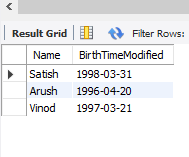 Result Grid Filter Rows:
Name BirthTimeModified
Satish 1998-03-31
Arush 1996-04-20
Vinod 1997-03-21